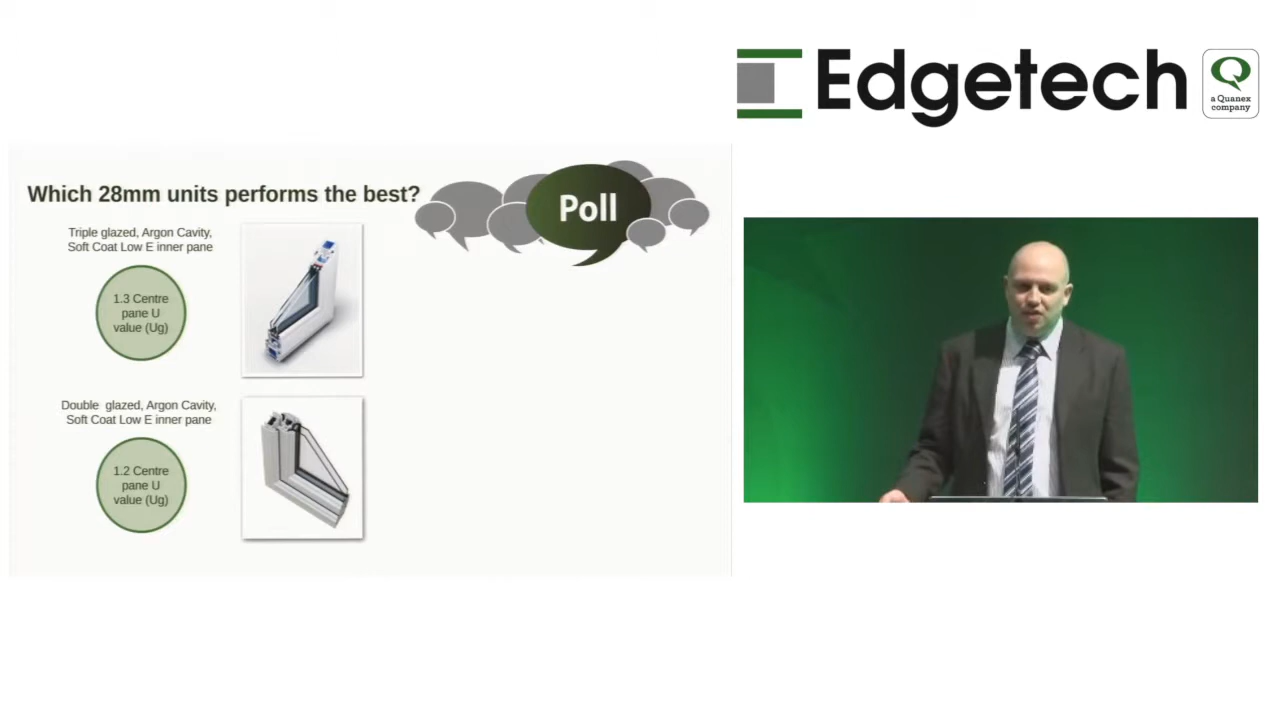 Edgetech
a Quanex
company
Which 28mm units performs the best?
Poll
Triple glazed, Argon Cavity,
Soft Coat Low E inner pane
1.3 Centre
pane U
value (Ug)
Double glazed, Argon Cavity,
Soft Coat Low E inner pane
1.2 Centre
pane U
value (Ug)